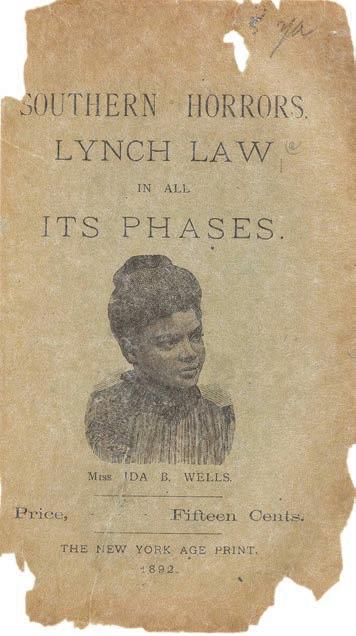 SOUTHERN HORRORS.
LYNCH LAW
IN ALL
ITS PHASES.
MISS IDA B. WELLS.
Price, - - - Fifteen Cents.
THE NEW YORK AGE PRINT,
1892.